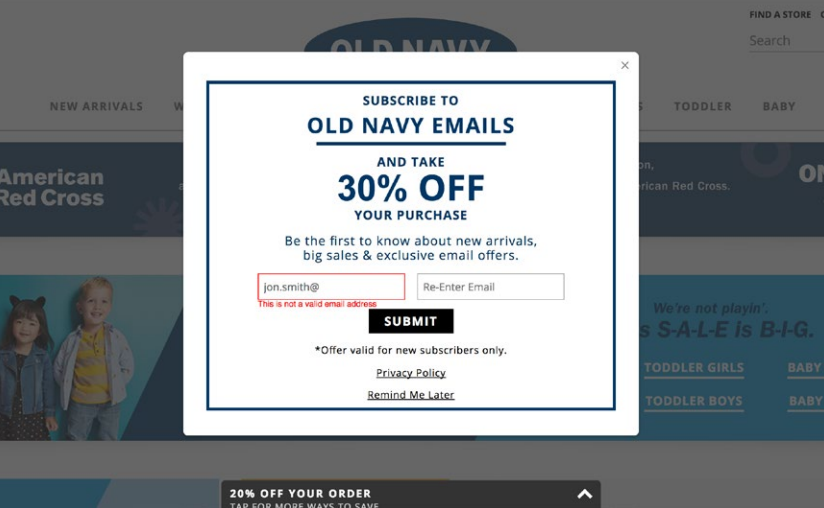 FIND A STORE
OLD NAVY
Search
×
NEW ARRIVALS
TODDLER
BABY
SUBSCRIBE TO
OLD NAVY EMAILS
AND TAKE
30% OFF
YOUR PURCHASE
Be the first to know about new arrivals,
big sales & exclusive email offers.
jon.smith@
Re-Enter Email
This is not a valid email address
SUBMIT
*Offer valid for new subscribers only.
Privacy Policy
Remind Me Later
American
Red Cross
Red Cross.
We're not playin'.
S-A-L-E is B-I-G.
TODDLER GIRLS
BABY
TODDLER BOYS
BABY
20% OFF YOUR ORDER
TAP FOR MORE WAYS TO SAVE